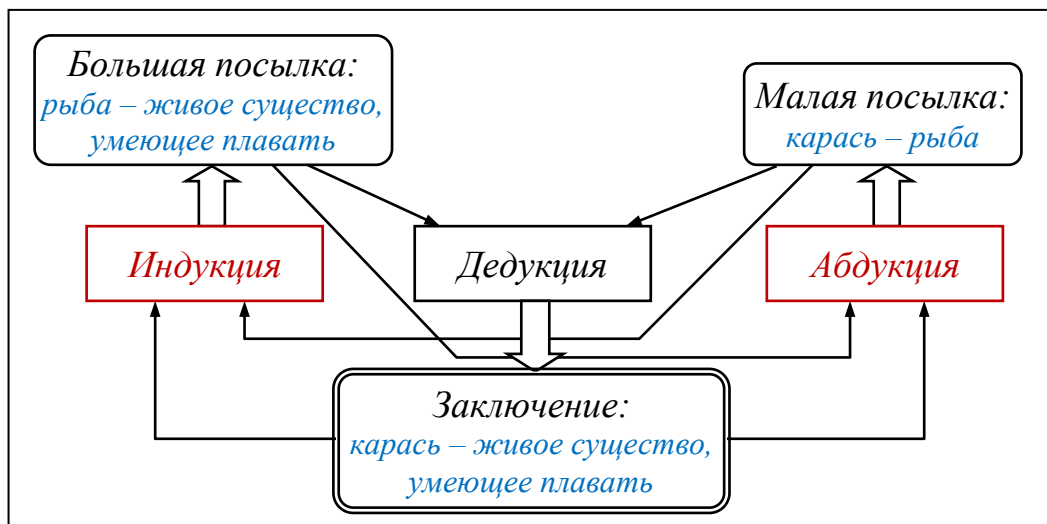 Большая посылка:
рыба – живое существо,
умеющее плавать
Малая посылка:
карась – рыба
Индукция
Дедукция
Абдукция
Заключение:
карась – живое существо,
умеющее плавать